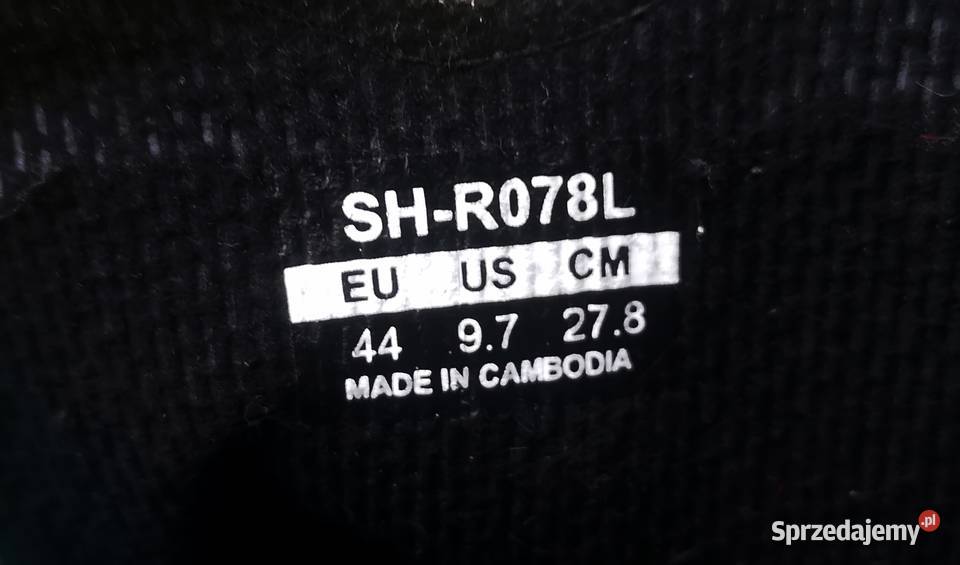 SH-R078L
EU US CM
44 9.7 27.8
MADE IN CAMBODIA
Sprzedajemy.pl